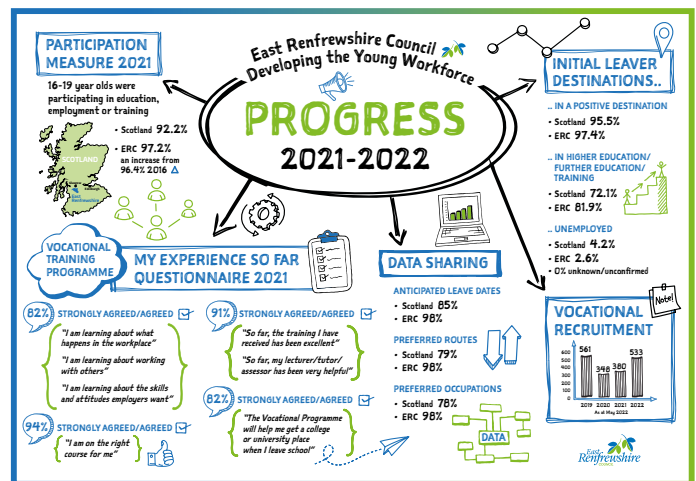 East Renfrewshire Council
Developing the Young Workforce
PROGRESS
2021-2022
PARTICIPATION
MEASURE 2021
16-19 year olds were
participating in education,
employment or training
• Scotland 92.2%
• ERC 97.2%
an increase from
96.4% 2016
SCOTLAND
East
Renfrewshire
INITIAL LEAVER
DESTINATIONS..
.. IN A POSITIVE DESTINATION
• Scotland 95.5%
• ERC 97.4%
.. IN HIGHER EDUCATION/
FURTHER EDUCATION/
TRAINING
• Scotland 72.1%
• ERC 81.9%
.. UNEMPLOYED
• Scotland 4.2%
• ERC 2.6%
• 0% unknown/unconfirmed
VOCATIONAL
TRAINING
PROGRAMME
MY EXPERIENCE SO FAR
QUESTIONNAIRE 2021
82% STRONGLY AGREED/AGREED
"I am learning about what
happens in the workplace"
"I am learning about working
with others"
"I am learning about the skills
and attitudes employers want"
94% STRONGLY AGREED/AGREED
"I am on the right
course for me"
91% STRONGLY AGREED/AGREED
"So far, the training I have
received has been excellent"
"So far, my lecturer/tutor/
assessor has been very helpful"
82% STRONGLY AGREED/AGREED
"The Vocational Programme
will help me get a college
or university place
when I leave school"
DATA SHARING
ANTICIPATED LEAVE DATES
• Scotland 85%
• ERC 98%
PREFERRED ROUTES
• Scotland 79%
• ERC 98%
PREFERRED OCCUPATIONS
• Scotland 78%
• ERC 98%
DATA
Note!
VOCATIONAL
RECRUITMENT
561
348
380
533
600
500
400
300
200
100
0
2019 2020 2021 2022
As at May 2022
East
Renfrewshire
COUNCIL